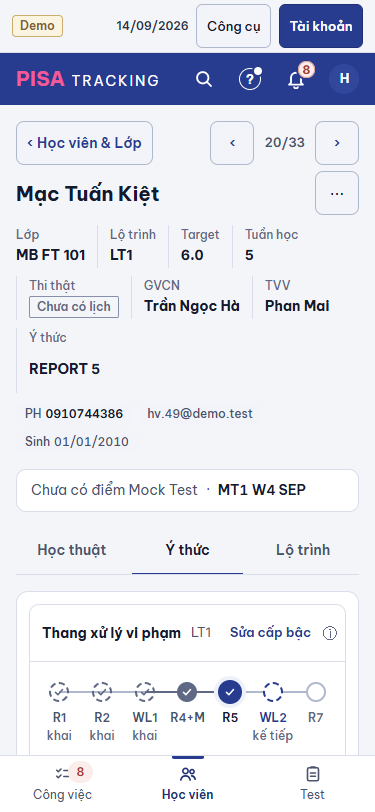 Demo
14/09/2026
Công cụ
Tài khoản
PISA TRACKING
?
8
H
‹ Học viên & Lớp
‹
20/33
›
Mạc Tuấn Kiệt
...
Lớp
Lộ trình
Target
Tuần học
MB FT 101
LT1
6.0
5
Thi thật
GVCN
TVV
Chưa có lịch
Trần Ngọc Hà
Phan Mai
Ý thức
REPORT 5
PH 0910744386
hv.49@demo.test
Sinh 01/01/2010
Chưa có điểm Mock Test · MT1 W4 SEP
Học thuật
Ý thức
Lộ trình
Thang xử lý vi phạm LT1
Sửa cấp bậc
R1
R2
WL1
R4+M
R5
WL2
R7
khai
khai
khai
kế tiếp
8
Công việc
Học viên
Test